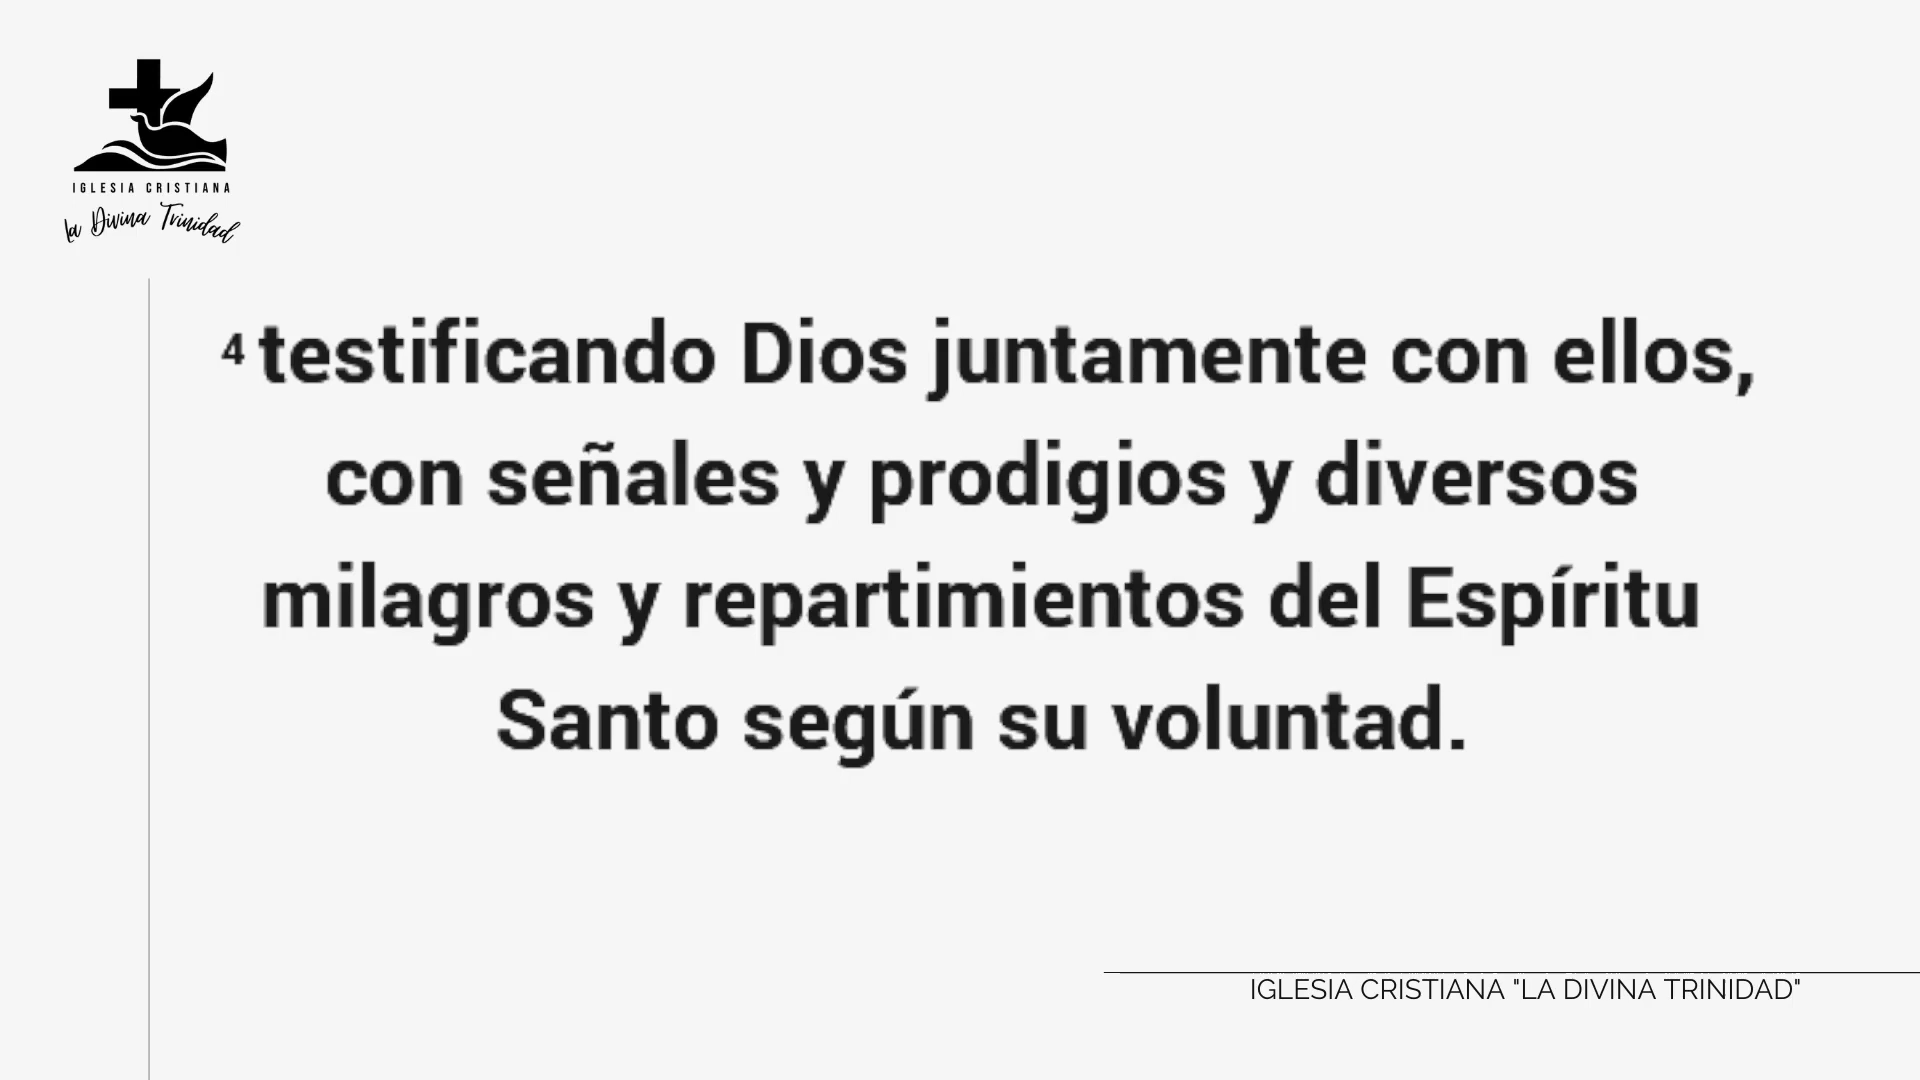 IGLESIA CRISTIANA
la Divina Trinidad
4 testificando Dios juntamente con ellos,
con señales y prodigios y diversos
milagros y repartimientos del Espíritu
Santo según su voluntad.
IGLESIA CRISTIANA "LA DIVINA TRINIDAD"